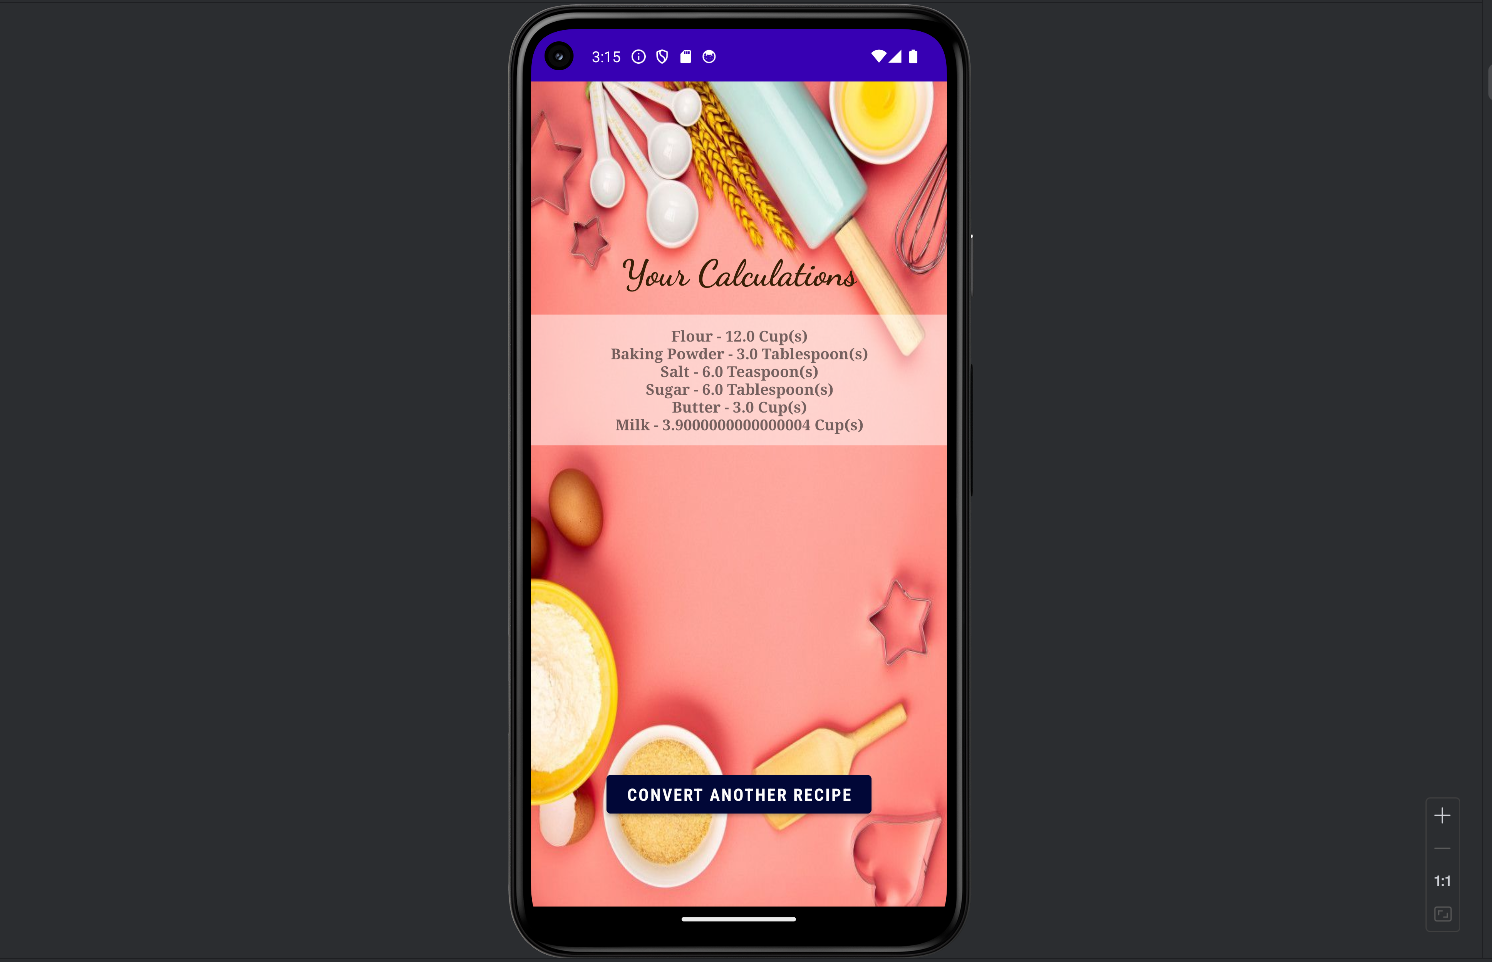 3:15
Your Calculations
Flour - 12.0 Cup(s)
Baking Powder - 3.0 Tablespoon(s)
Salt - 6.0 Teaspoon(s)
Sugar - 6.0 Tablespoon(s)
Butter - 3.0 Cup(s)
Milk - 3.9000000000000004 Cup(s)
CONVERT ANOTHER RECIPE
1:1